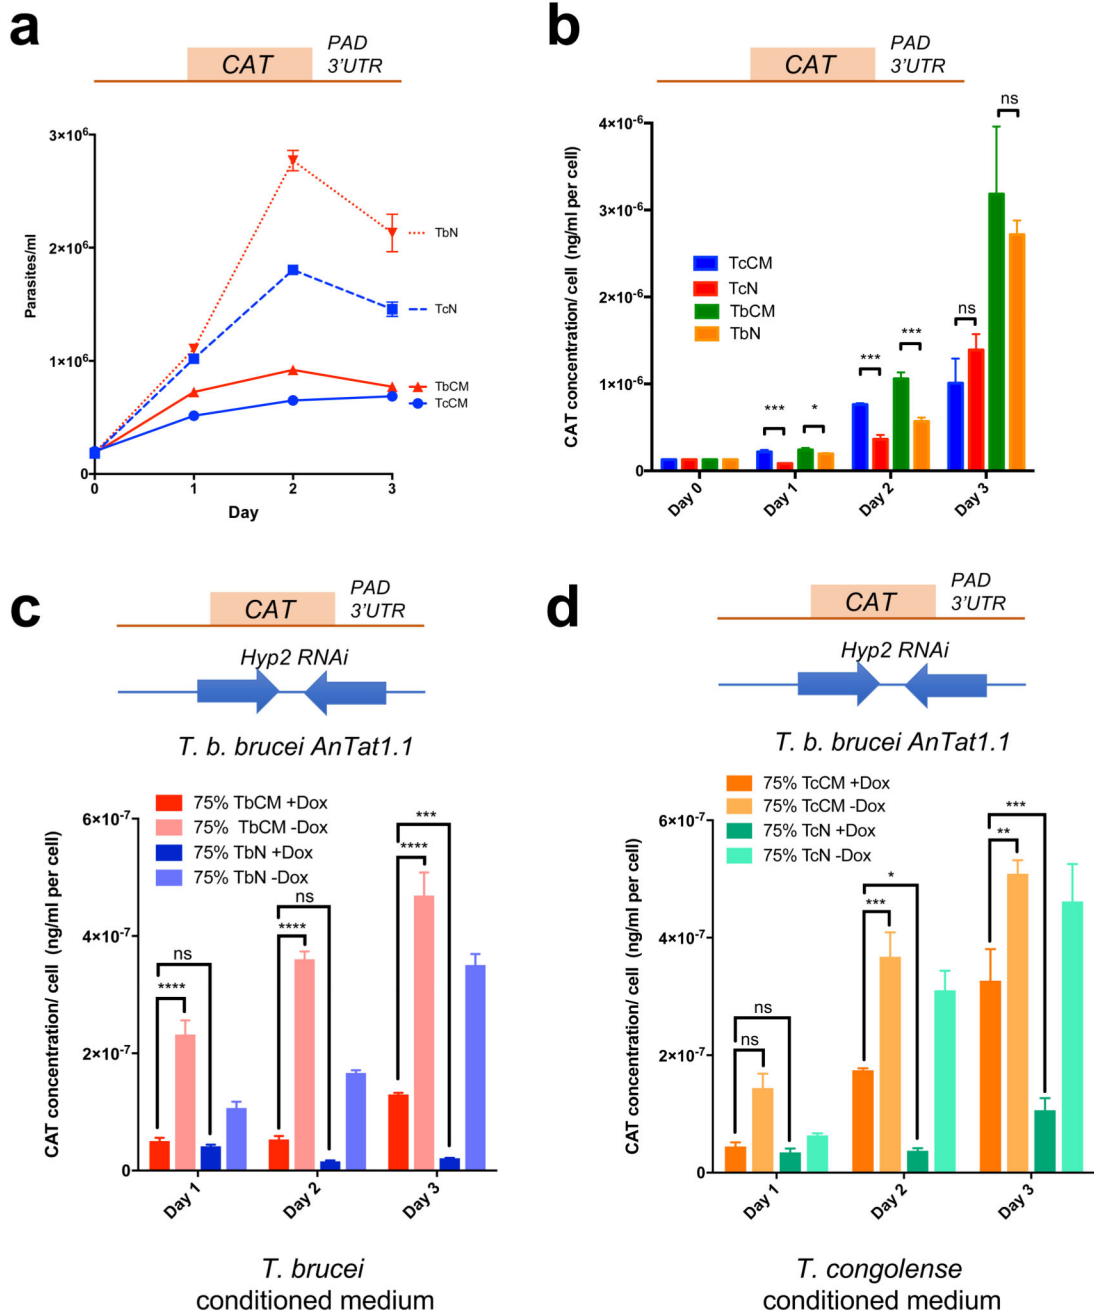 a
CAT
PAD
3'UTR
3×10⁶
2×10⁶
1×10⁶
0
Parasites/ml
0 1 2 3
Day
TbN
TcN
TbCM
TcCM
b
CAT
PAD
3'UTR
4×10⁻⁶
3×10⁻⁶
2×10⁻⁶
1×10⁻⁶
0
CAT concentration/ cell (ng/ml per cell)
TcCM
TcN
TbCM
TbN
*** *
*** ***
ns ns
Day 0 Day 1 Day 2 Day 3
c
CAT
PAD
3'UTR
Hyp2 RNAi
T. b. brucei AnTat1.1
75% TbCM +Dox
75% TbCM -Dox
75% TbN +Dox
75% TbN -Dox
6×10⁻⁷
4×10⁻⁷
2×10⁻⁷
0
CAT concentration/ cell (ng/ml per cell)
ns
****
ns
****
***
****
Day 1 Day 2 Day 3
T. brucei
conditioned medium
d
CAT
PAD
3'UTR
Hyp2 RNAi
T. b. brucei AnTat1.1
75% TcCM +Dox
75% TcCM -Dox
75% TcN +Dox
75% TcN -Dox
6×10⁻⁷
4×10⁻⁷
2×10⁻⁷
0
CAT concentration/ cell (ng/ml per cell)
ns
ns
*
***
***
**
Day 1 Day 2 Day 3
T. congolense
conditioned medium